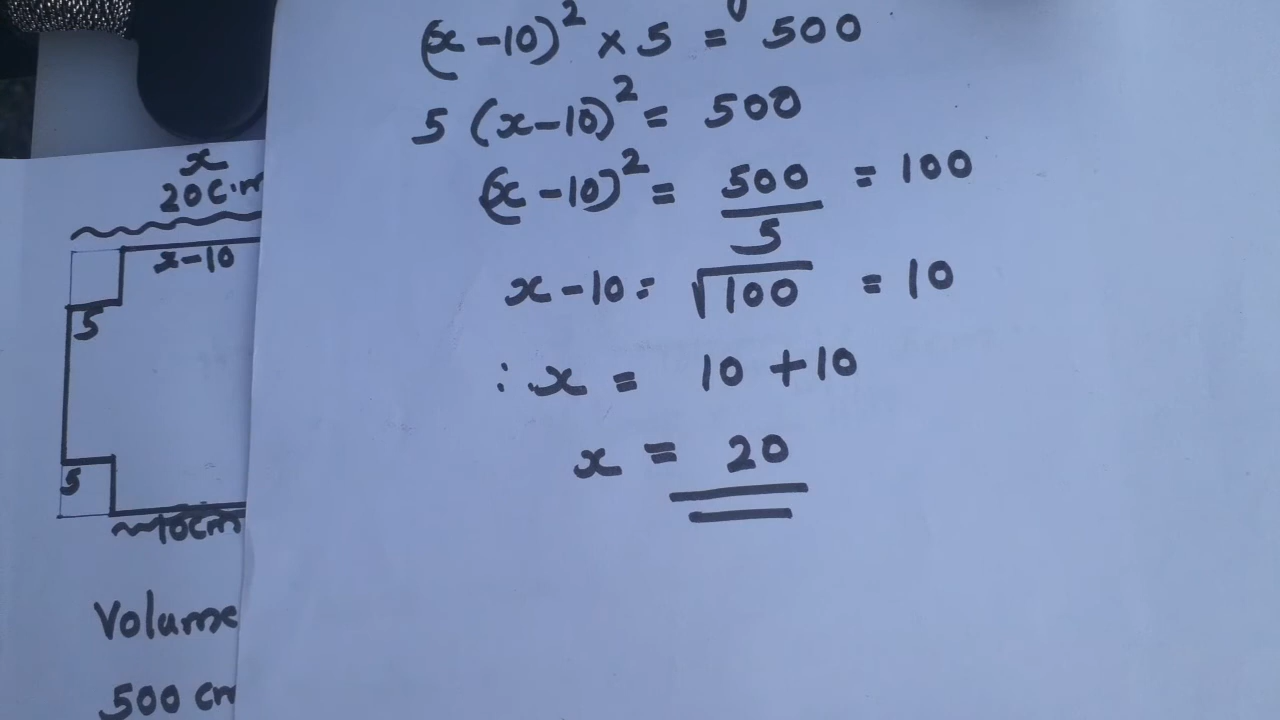 (x-10)² × 5 = 500
5 (x-10)² = 500
(x-10)² = 500/5 = 100
x-10 = √100 = 10
∴ x = 10 + 10
x = 20
x
20 c.m
x-10
5
5
10cm
Volume
500 cm